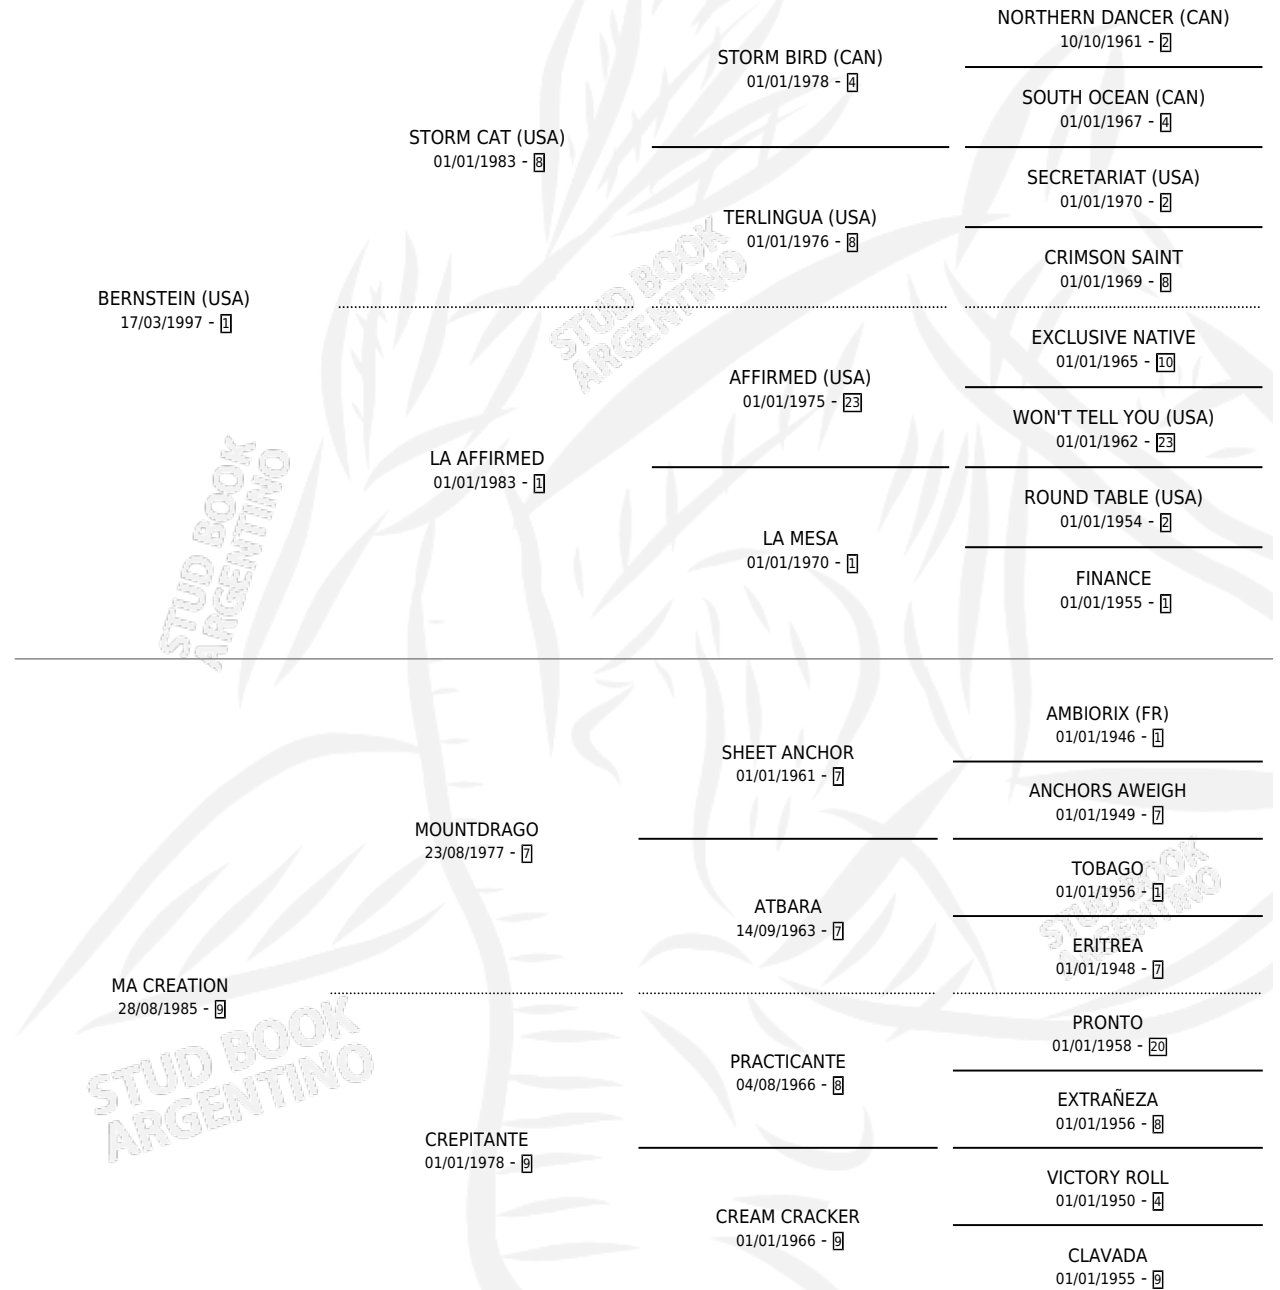 NORTHERN DANCER (CAN)
10/10/1961 - 2
STORM BIRD (CAN)
01/01/1978 - 4
SOUTH OCEAN (CAN)
01/01/1967 - 4
STORM CAT (USA)
01/01/1983 - 8
SECRETARIAT (USA)
01/01/1970 - 2
TERLINGUA (USA)
01/01/1976 - 8
CRIMSON SAINT
01/01/1969 - 8
BERNSTEIN (USA)
17/03/1997 - 1
EXCLUSIVE NATIVE
01/01/1965 - 10
AFFIRMED (USA)
01/01/1975 - 23
WON'T TELL YOU (USA)
01/01/1962 - 23
LA AFFIRMED
01/01/1983 - 1
ROUND TABLE (USA)
01/01/1954 - 2
LA MESA
01/01/1970 - 1
FINANCE
01/01/1955 - 1
AMBIORIX (FR)
01/01/1946 - 1
SHEET ANCHOR
01/01/1961 - 7
ANCHORS AWEIGH
01/01/1949 - 7
MOUNTDRAGO
23/08/1977 - 7
TOBAGO
01/01/1956 - 1
ATBARA
14/09/1963 - 7
ERITREA
01/01/1948 - 7
MA CREATION
28/08/1985 - 9
PRONTO
01/01/1958 - 20
PRACTICANTE
04/08/1966 - 8
EXTRAÑEZA
01/01/1956 - 8
CREPITANTE
01/01/1978 - 9
VICTORY ROLL
01/01/1950 - 4
CREAM CRACKER
01/01/1966 - 9
CLAVADA
01/01/1955 - 9
STUD BOOK
ARGENTINO
STUD BOOK
ARGENTINO
STUD BOOK
ARGENTINO
STUD BOOK
ARGENTINO